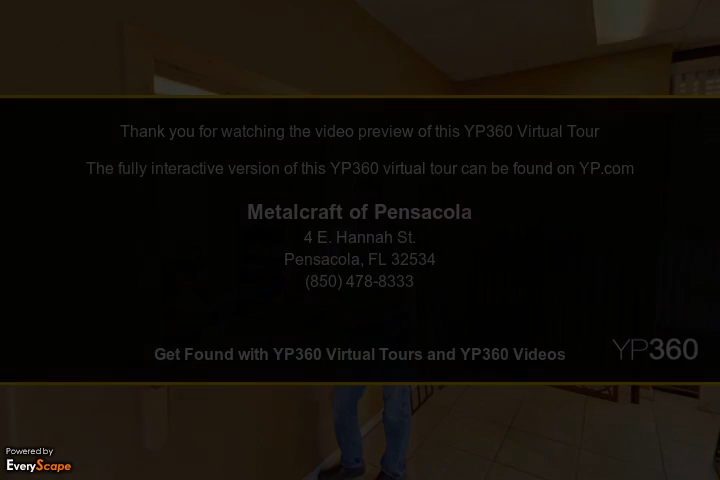 Thank you for watching the video preview of this YP360 Virtual Tour
The fully interactive version of this YP360 virtual tour can be found on YP.com
Metalcraft of Pensacola
4 E. Hannah St.
Pensacola, FL 32534
(850) 478-8333
Get Found with YP360 Virtual Tours and YP360 Videos
YP360
Powered by
EveryScape